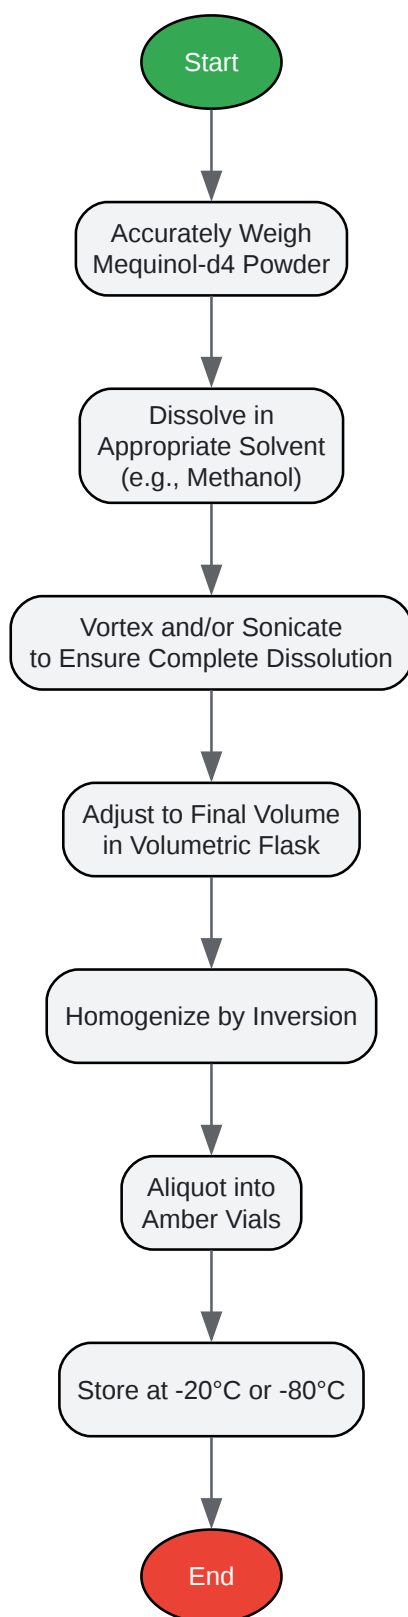 Start
Accurately Weigh
Mequinol-d4 Powder
Dissolve in
Appropriate Solvent
(e.g., Methanol)
Vortex and/or Sonicate
to Ensure Complete Dissolution
Adjust to Final Volume
in Volumetric Flask
Homogenize by Inversion
Aliquot into
Amber Vials
Store at -20°C or -80°C
End